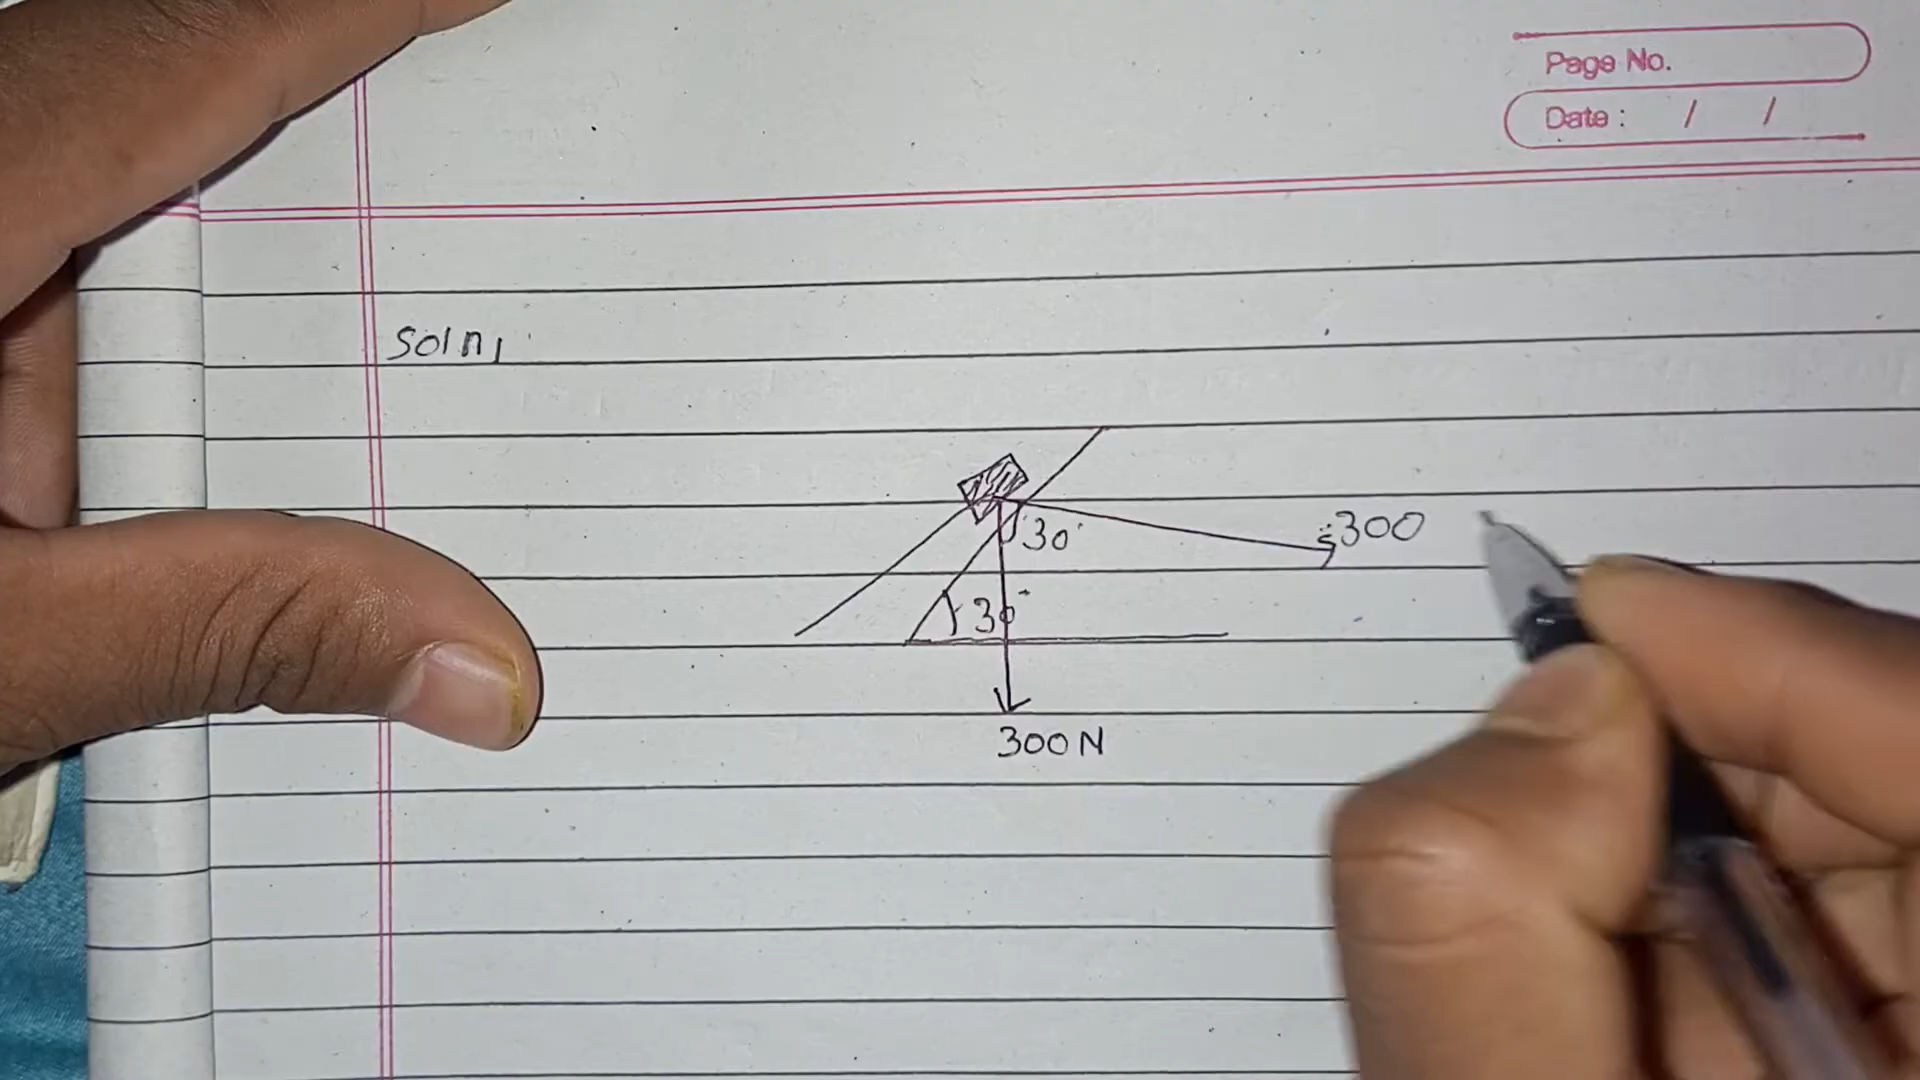 Page No.
Date : / /
Soln,
30°
300
30°
300 N